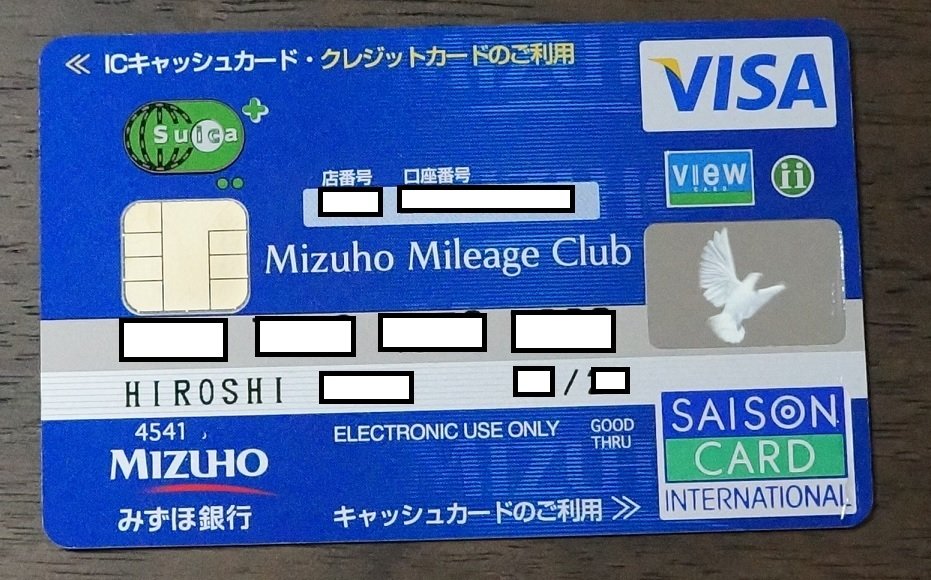 ≪ ICキャッシュカード・クレジットカードのご利用
VISA
Suica
VIEW
CARD
ii
店番号 口座番号
Mizuho Mileage Club
HIROSHI
/
4541
ELECTRONIC USE ONLY
GOOD
THRU
MIZUHO
みずほ銀行
キャッシュカードのご利用 ≫
SAISON
CARD
INTERNATIONAL